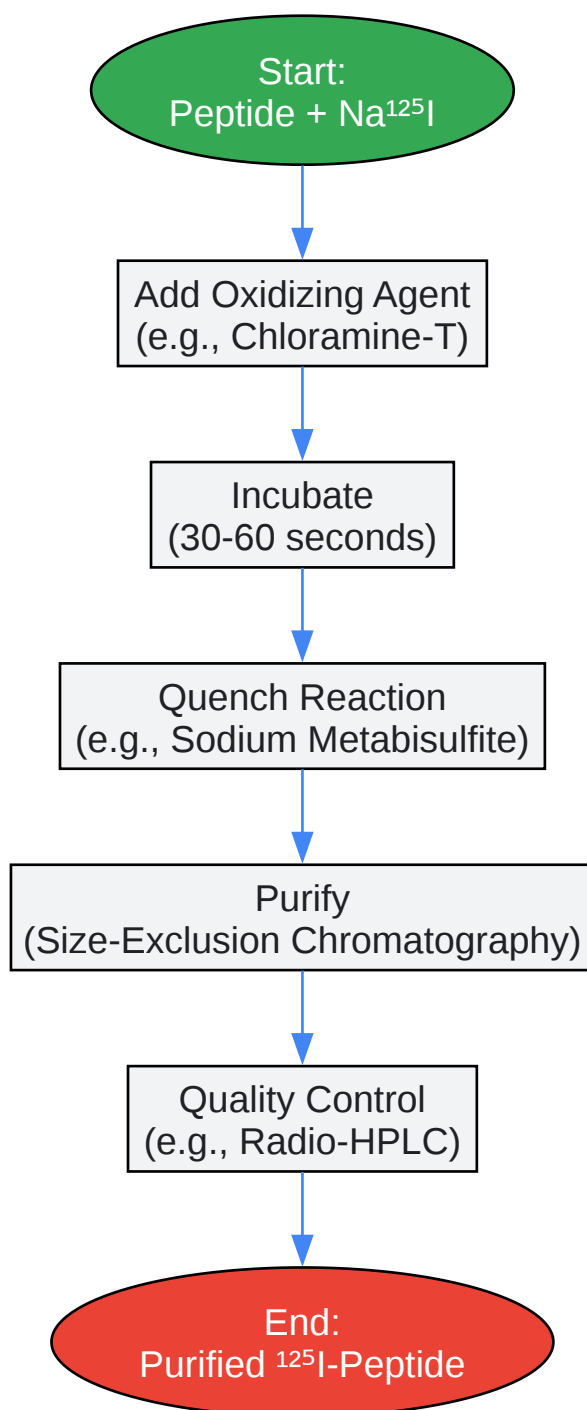 Start:
Peptide + Na¹²⁵I
Add Oxidizing Agent
(e.g., Chloramine-T)
Incubate
(30-60 seconds)
Quench Reaction
(e.g., Sodium Metabisulfite)
Purify
(Size-Exclusion Chromatography)
Quality Control
(e.g., Radio-HPLC)
End:
Purified ¹²⁵I-Peptide